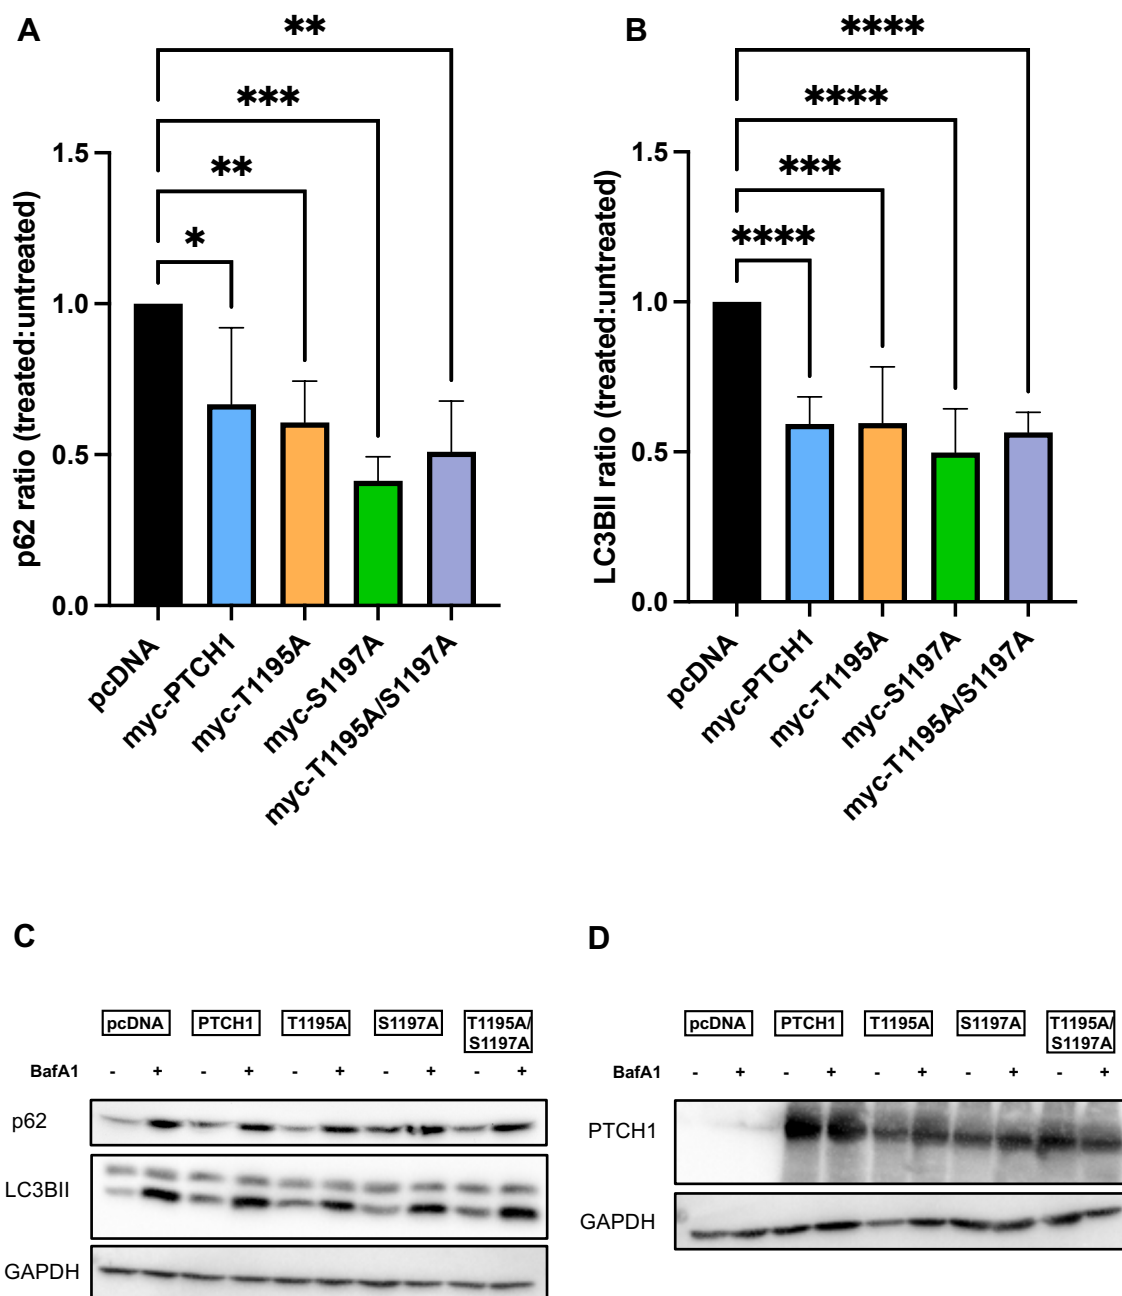 A
**
***
**
*
p62 ratio (treated:untreated)
1.5
1.0
0.5
0.0
pcDNA
myc-PTCH1
myc-T1195A
myc-S1197A
myc-T1195A/S1197A
B
****
****
***
****
LC3BII ratio (treated:untreated)
1.5
1.0
0.5
0.0
pcDNA
myc-PTCH1
myc-T1195A
myc-S1197A
myc-T1195A/S1197A
C
pcDNA PTCH1 T1195A S1197A T1195A/
S1197A
BafA1 - + - + - + - + - +
p62
LC3BII
GAPDH
D
pcDNA PTCH1 T1195A S1197A T1195A/
S1197A
BafA1 - + - + - + - + - +
PTCH1
GAPDH